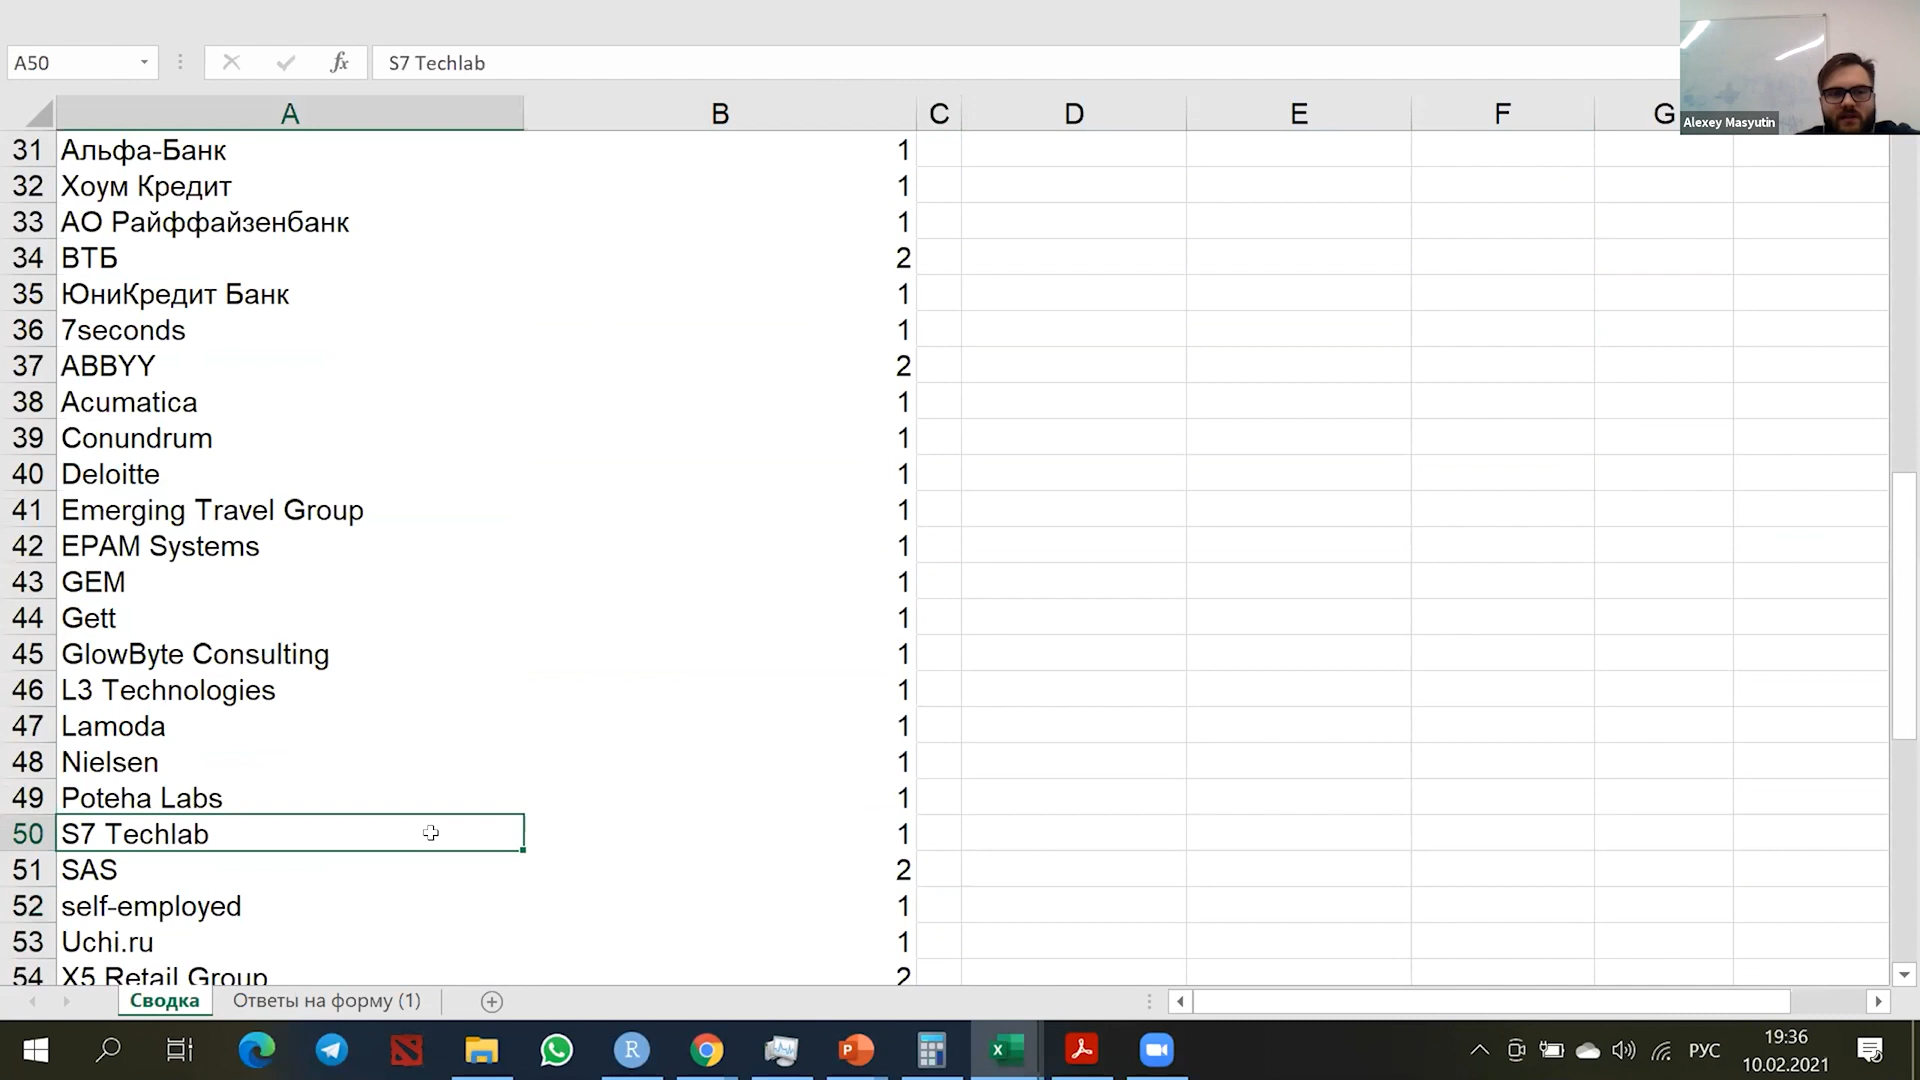 A50
fx
S7 Techlab
Alexey Masyutin
A B C D E F G
31 Альфа-Банк 1
32 Хоум Кредит 1
33 АО Райффайзенбанк 1
34 ВТБ 2
35 ЮниКредит Банк 1
36 7seconds 1
37 ABBYY 2
38 Acumatica 1
39 Conundrum 1
40 Deloitte 1
41 Emerging Travel Group 1
42 EPAM Systems 1
43 GEM 1
44 Gett 1
45 GlowByte Consulting 1
46 L3 Technologies 1
47 Lamoda 1
48 Nielsen 1
49 Poteha Labs 1
50 S7 Techlab 1
51 SAS 2
52 self-employed 1
53 Uchi.ru 1
54 X5 Retail Group 2
Сводка Ответы на форму (1)
РУС
19:36
10.02.2021